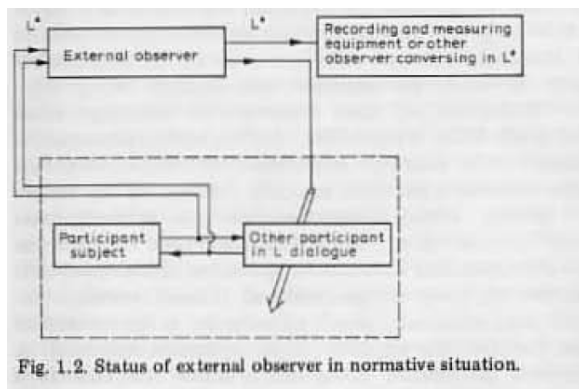 L*
L*
External observer
Recording and measuring
equipment or other
observer conversing in L*
Participant
subject
Other participant
in L dialogue
Fig. 1.2. Status of external observer in normative situation.